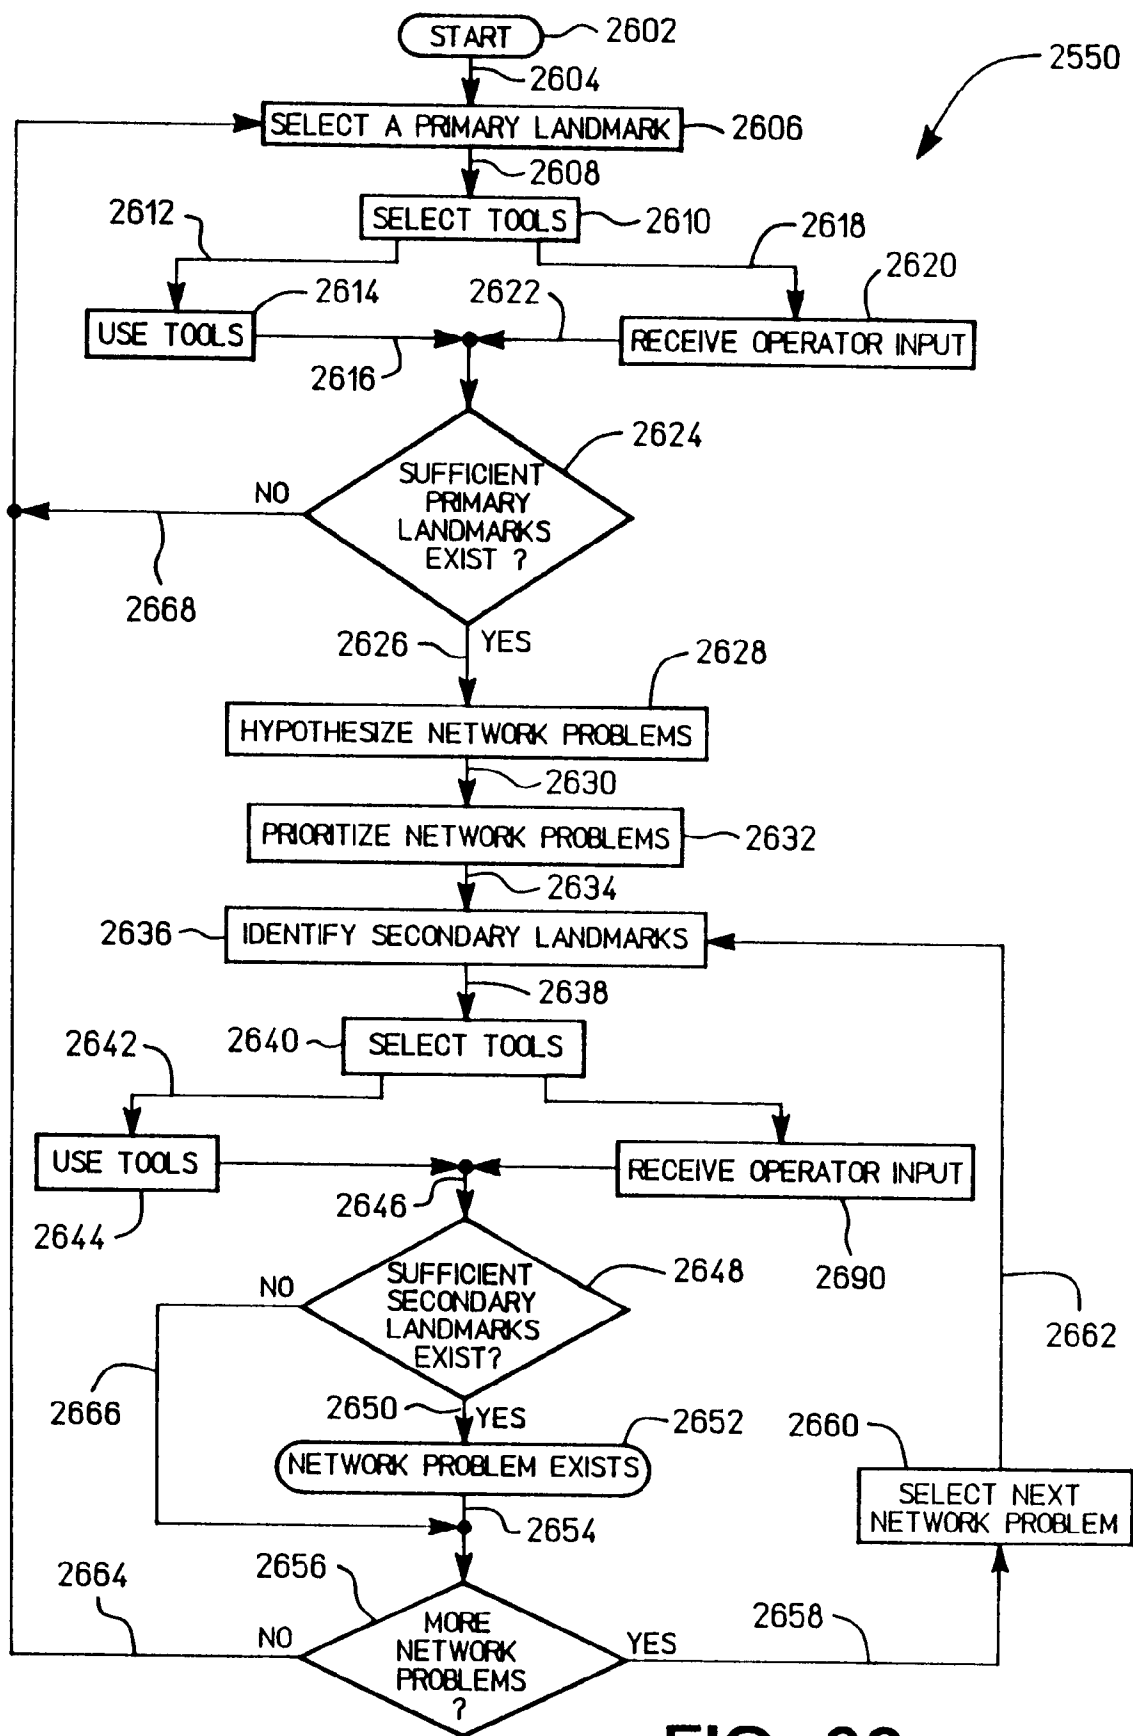 START
2602
2604
2550
SELECT A PRIMARY LANDMARK
2606
2608
SELECT TOOLS
2610
2612
2618
2614
2622
2620
USE TOOLS
RECEIVE OPERATOR INPUT
2616
2624
SUFFICIENT
PRIMARY
LANDMARKS
EXIST ?
NO
2668
2626
YES
2628
HYPOTHESIZE NETWORK PROBLEMS
2630
PRIORITIZE NETWORK PROBLEMS
2632
2634
2636
IDENTIFY SECONDARY LANDMARKS
2638
2640
SELECT TOOLS
2642
USE TOOLS
RECEIVE OPERATOR INPUT
2646
2644
2690
2648
NO
SUFFICIENT
SECONDARY
LANDMARKS
EXIST?
2662
2666
2650
YES
2652
2660
NETWORK PROBLEM EXISTS
SELECT NEXT
NETWORK PROBLEM
2654
2656
2664
2658
MORE
NETWORK
PROBLEMS
?
NO
YES